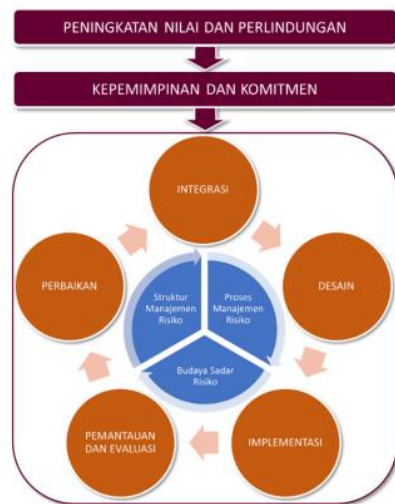 PENINGKATAN NILAI DAN PERLINDUNGAN
KEPEMIMPINAN DAN KOMITMEN
INTEGRASI
DESAIN
IMPLEMENTASI
PEMANTAUAN
DAN EVALUASI
PERBAIKAN
Struktur
Manajemen
Risiko
Proses
Manajemen
Risiko
Budaya Sadar
Risiko